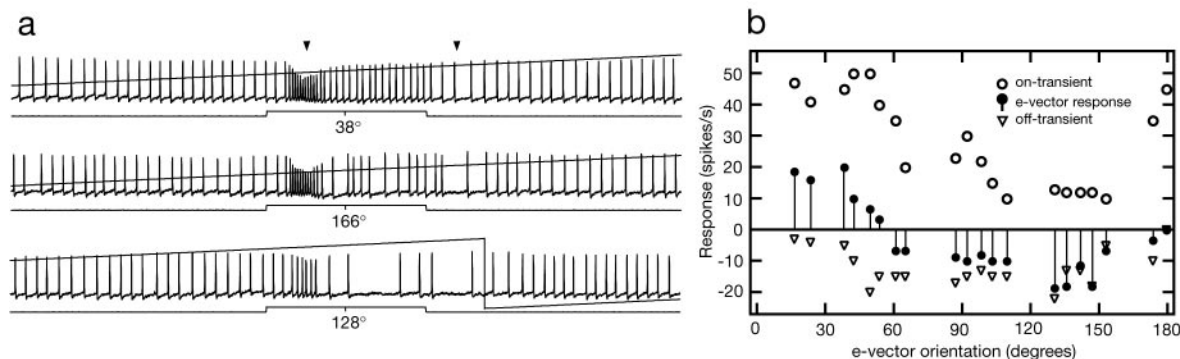 a
38°
166°
128°
b
Response (spikes/s)
50
40
30
20
10
0
-10
-20
on-transient
e-vector response
off-transient
0 30 60 90 120 150 180
e-vector orientation (degrees)